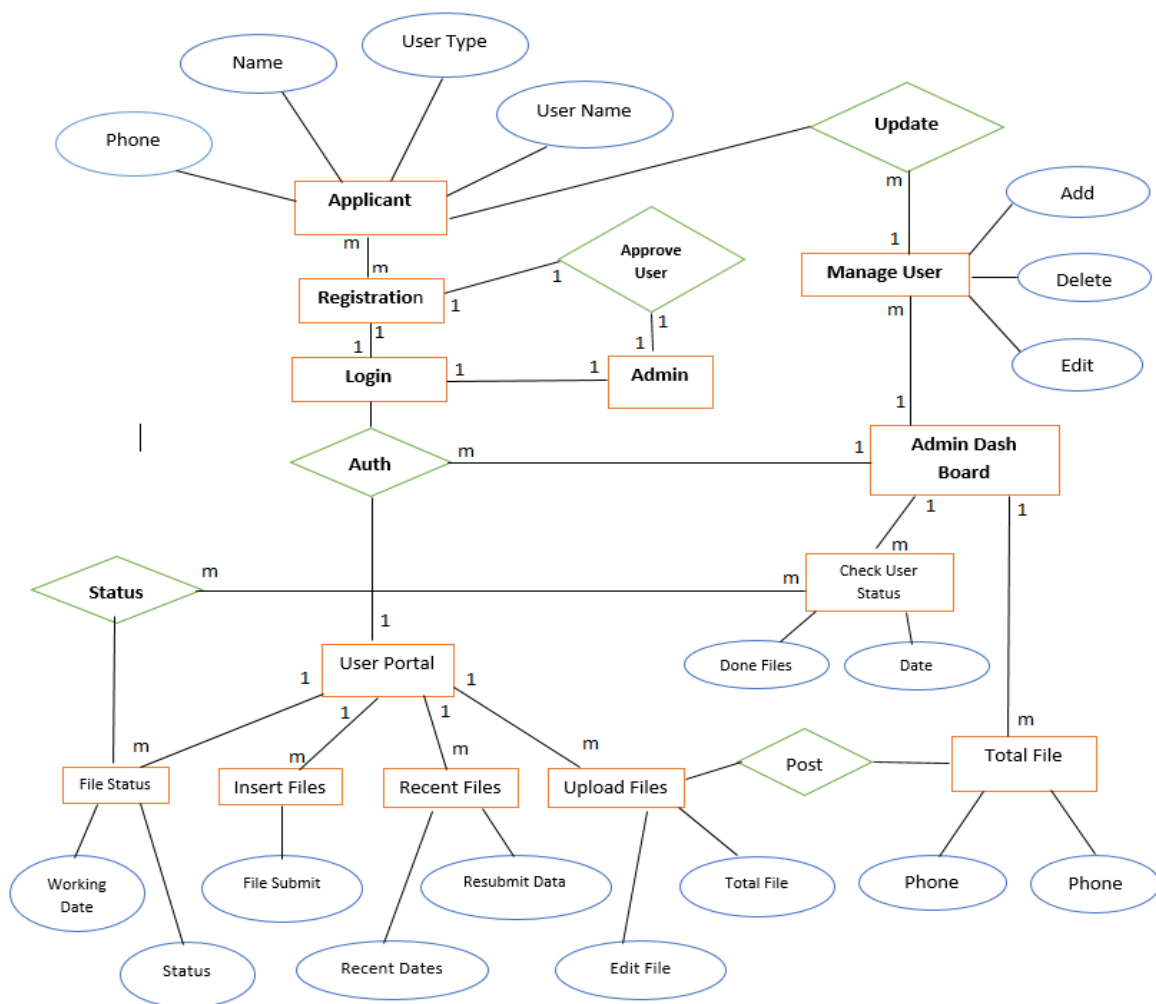 User Type
Name
User Name
Phone
Update
Applicant
m
m
m
Add
1
Approve
User
Manage User
Delete
m
Registration
1
1
1
1
1
1
1
Edit
Login
1
1
Admin
1
Auth
m
1
Admin Dash
Board
1
1
Status
m
m
m
Check User
Status
1
User Portal
Done Files
Date
1
1
1
1
m
m
m
m
m
File Status
Insert Files
Recent Files
Upload Files
Post
Total File
Working
Date
File Submit
Resubmit Data
Total File
Phone
Phone
Status
Recent Dates
Edit File